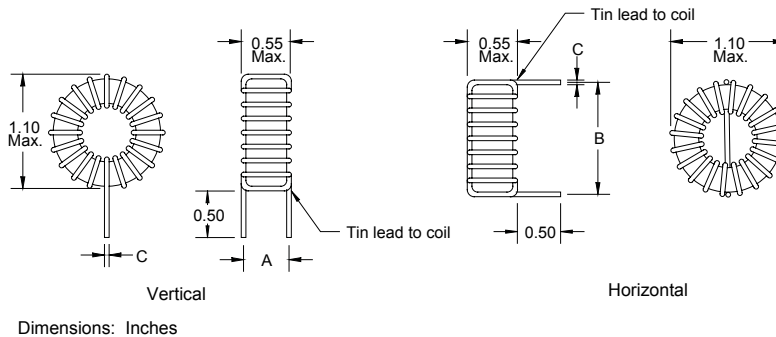 Tin lead to coil
0.55
Max.
0.55
Max.
C
1.10
Max.
1.10
Max.
B
0.50
Tin lead to coil
0.50
C
A
Vertical
Horizontal
Dimensions: Inches